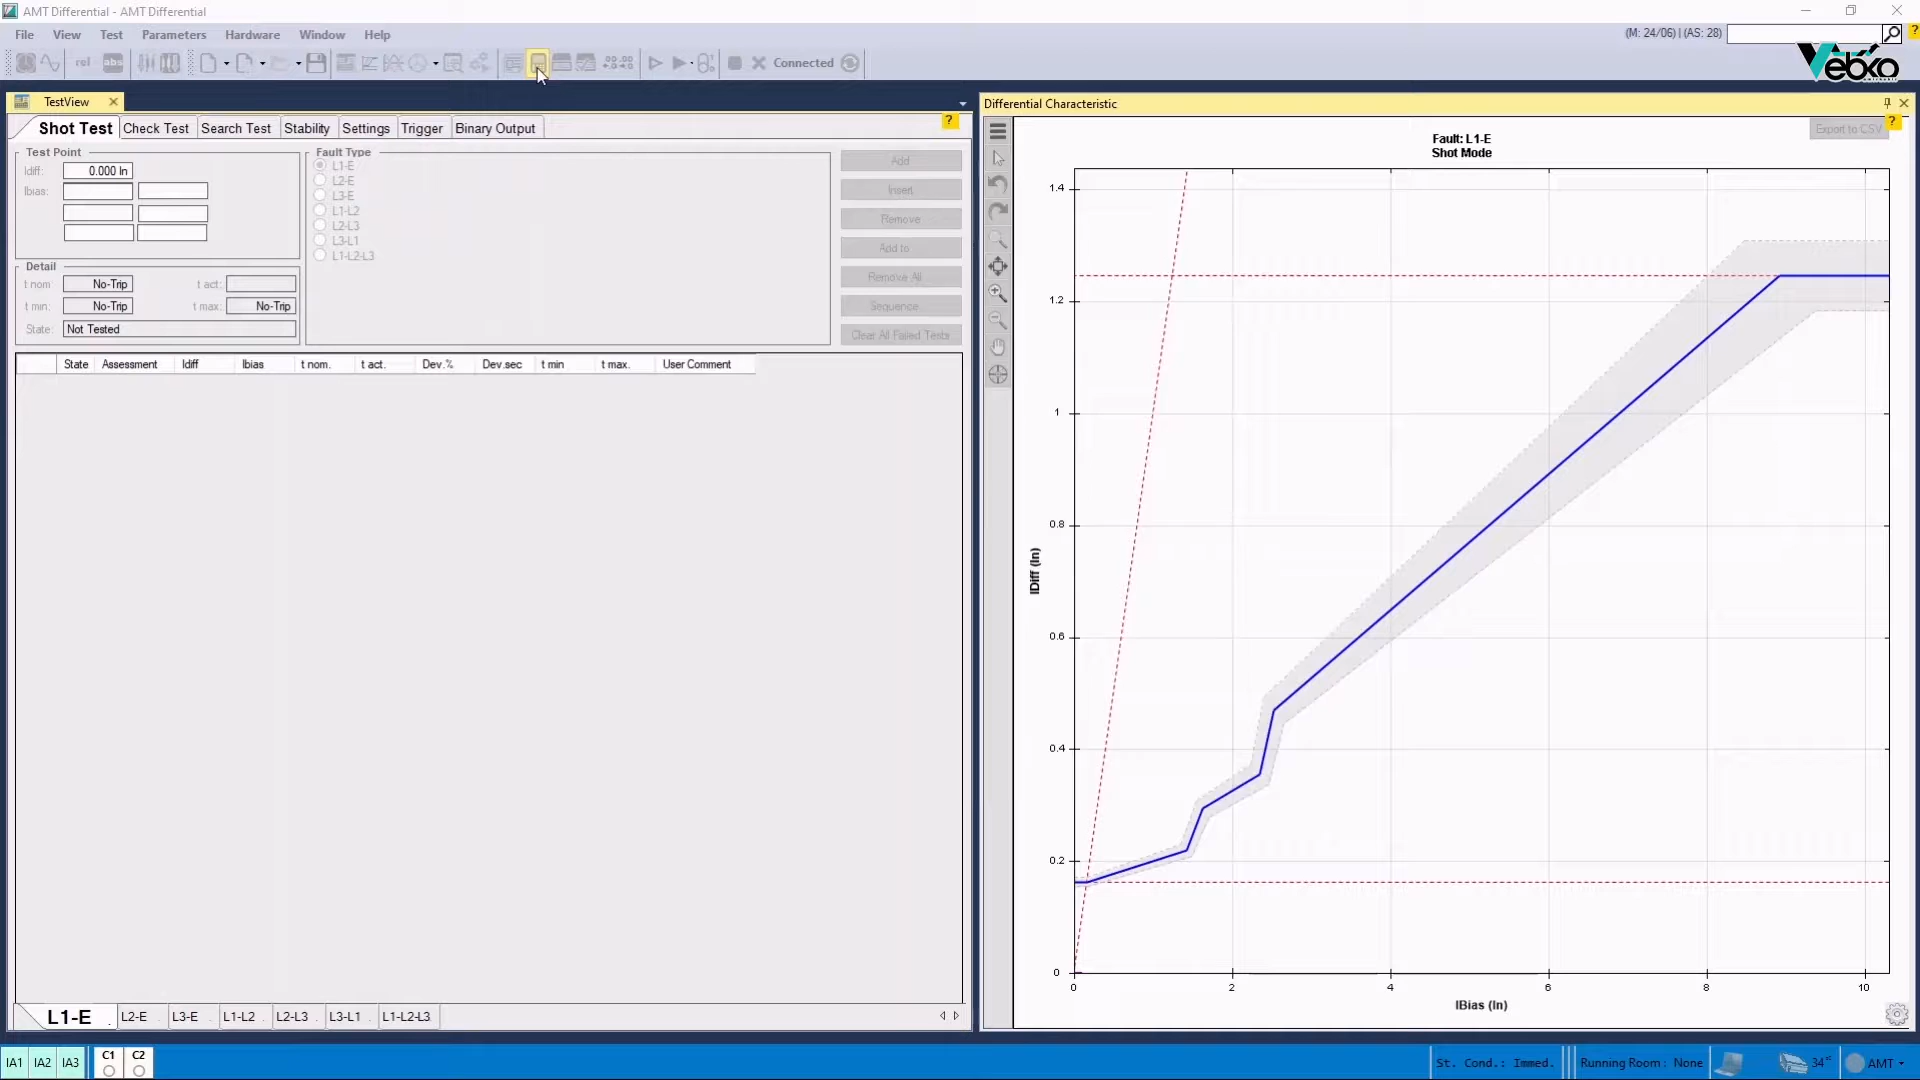 AMT Differential - AMT Differential
File View Test Parameters Hardware Window Help
(M: 24/06) | (AS: 28)
?
Vebko
rel abs
Connected
TestView
Shot Test Check Test Search Test Stability Settings Trigger Binary Output
?
Test Point
Idiff: 0.000 In
Ibias:
Fault Type
L1-E
L2-E
L3-E
L1-L2
L2-L3
L3-L1
L1-L2-L3
Add
Insert
Remove
Add to
Remove All
Sequence...
Clear All Failed Tests
Detail
t nom No-Trip t act:
t min: No-Trip t max: No-Trip
State: Not Tested
State Assessment Idiff Ibias t nom. t act. Dev.% Dev.sec t min t max. User Comment
L1-E L2-E L3-E L1-L2 L2-L3 L3-L1 L1-L2-L3
Differential Characteristic
Export to CSV
?
Fault: L1-E
Shot Mode
1.4
1.2
1
0.8
0.6
0.4
0.2
0
IDiff (In)
0 2 4 6 8 10
IBias (In)
IA1 IA2 IA3 C1 C2
St. Cond.: Immed. Running Room : None 34° AMT